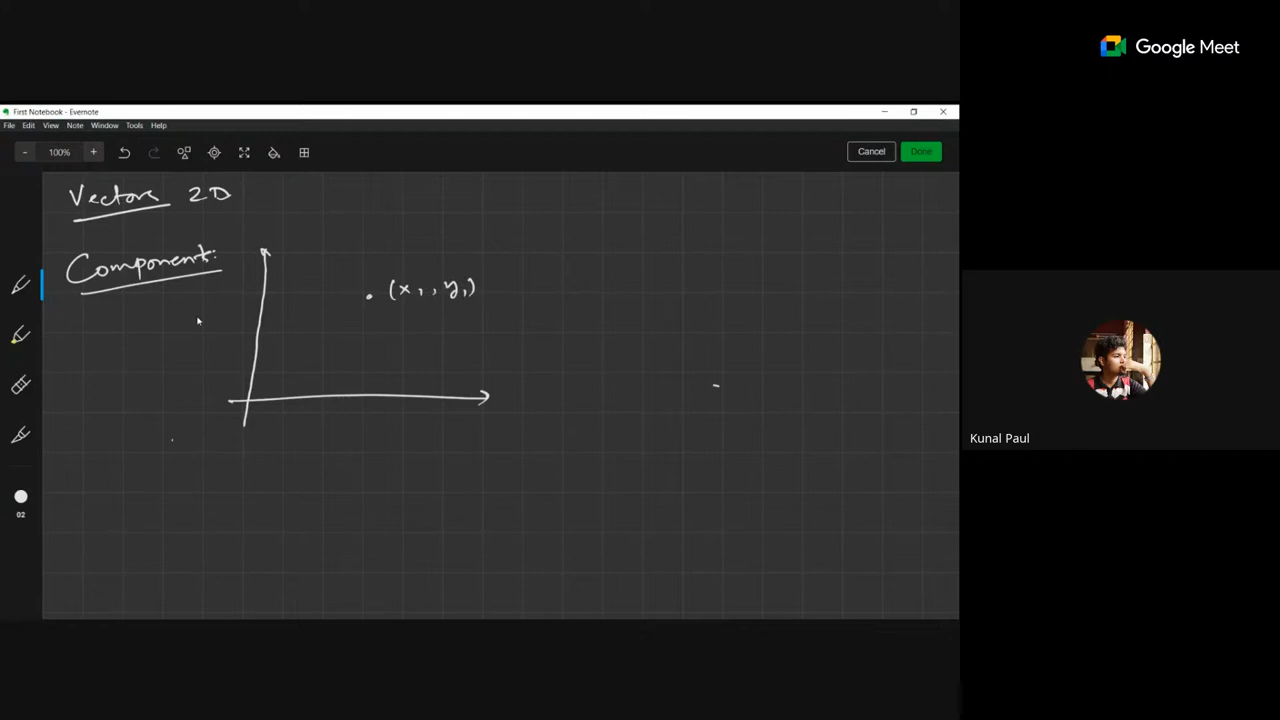 Google Meet
First Notebook - Evernote
File Edit View Note Window Tools Help
- 100% + Cancel Done
Vectors 2D
Component:
(x₁, y₁)
02
Kunal Paul